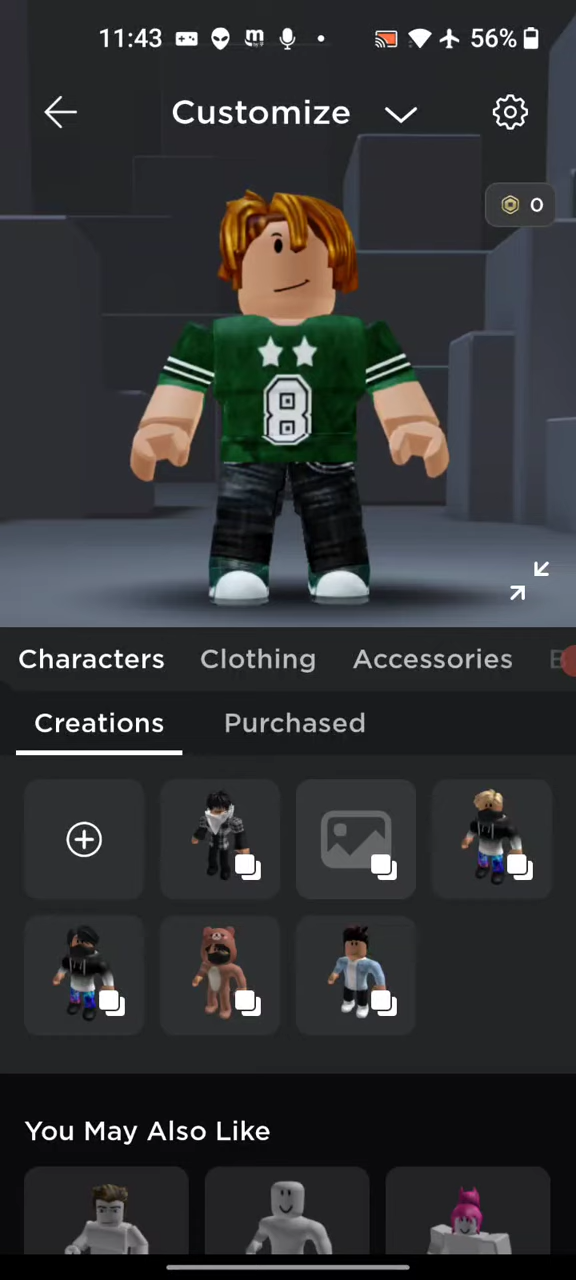 11:43 56%
Customize
0
8
Characters Clothing Accessories B
Creations Purchased
You May Also Like